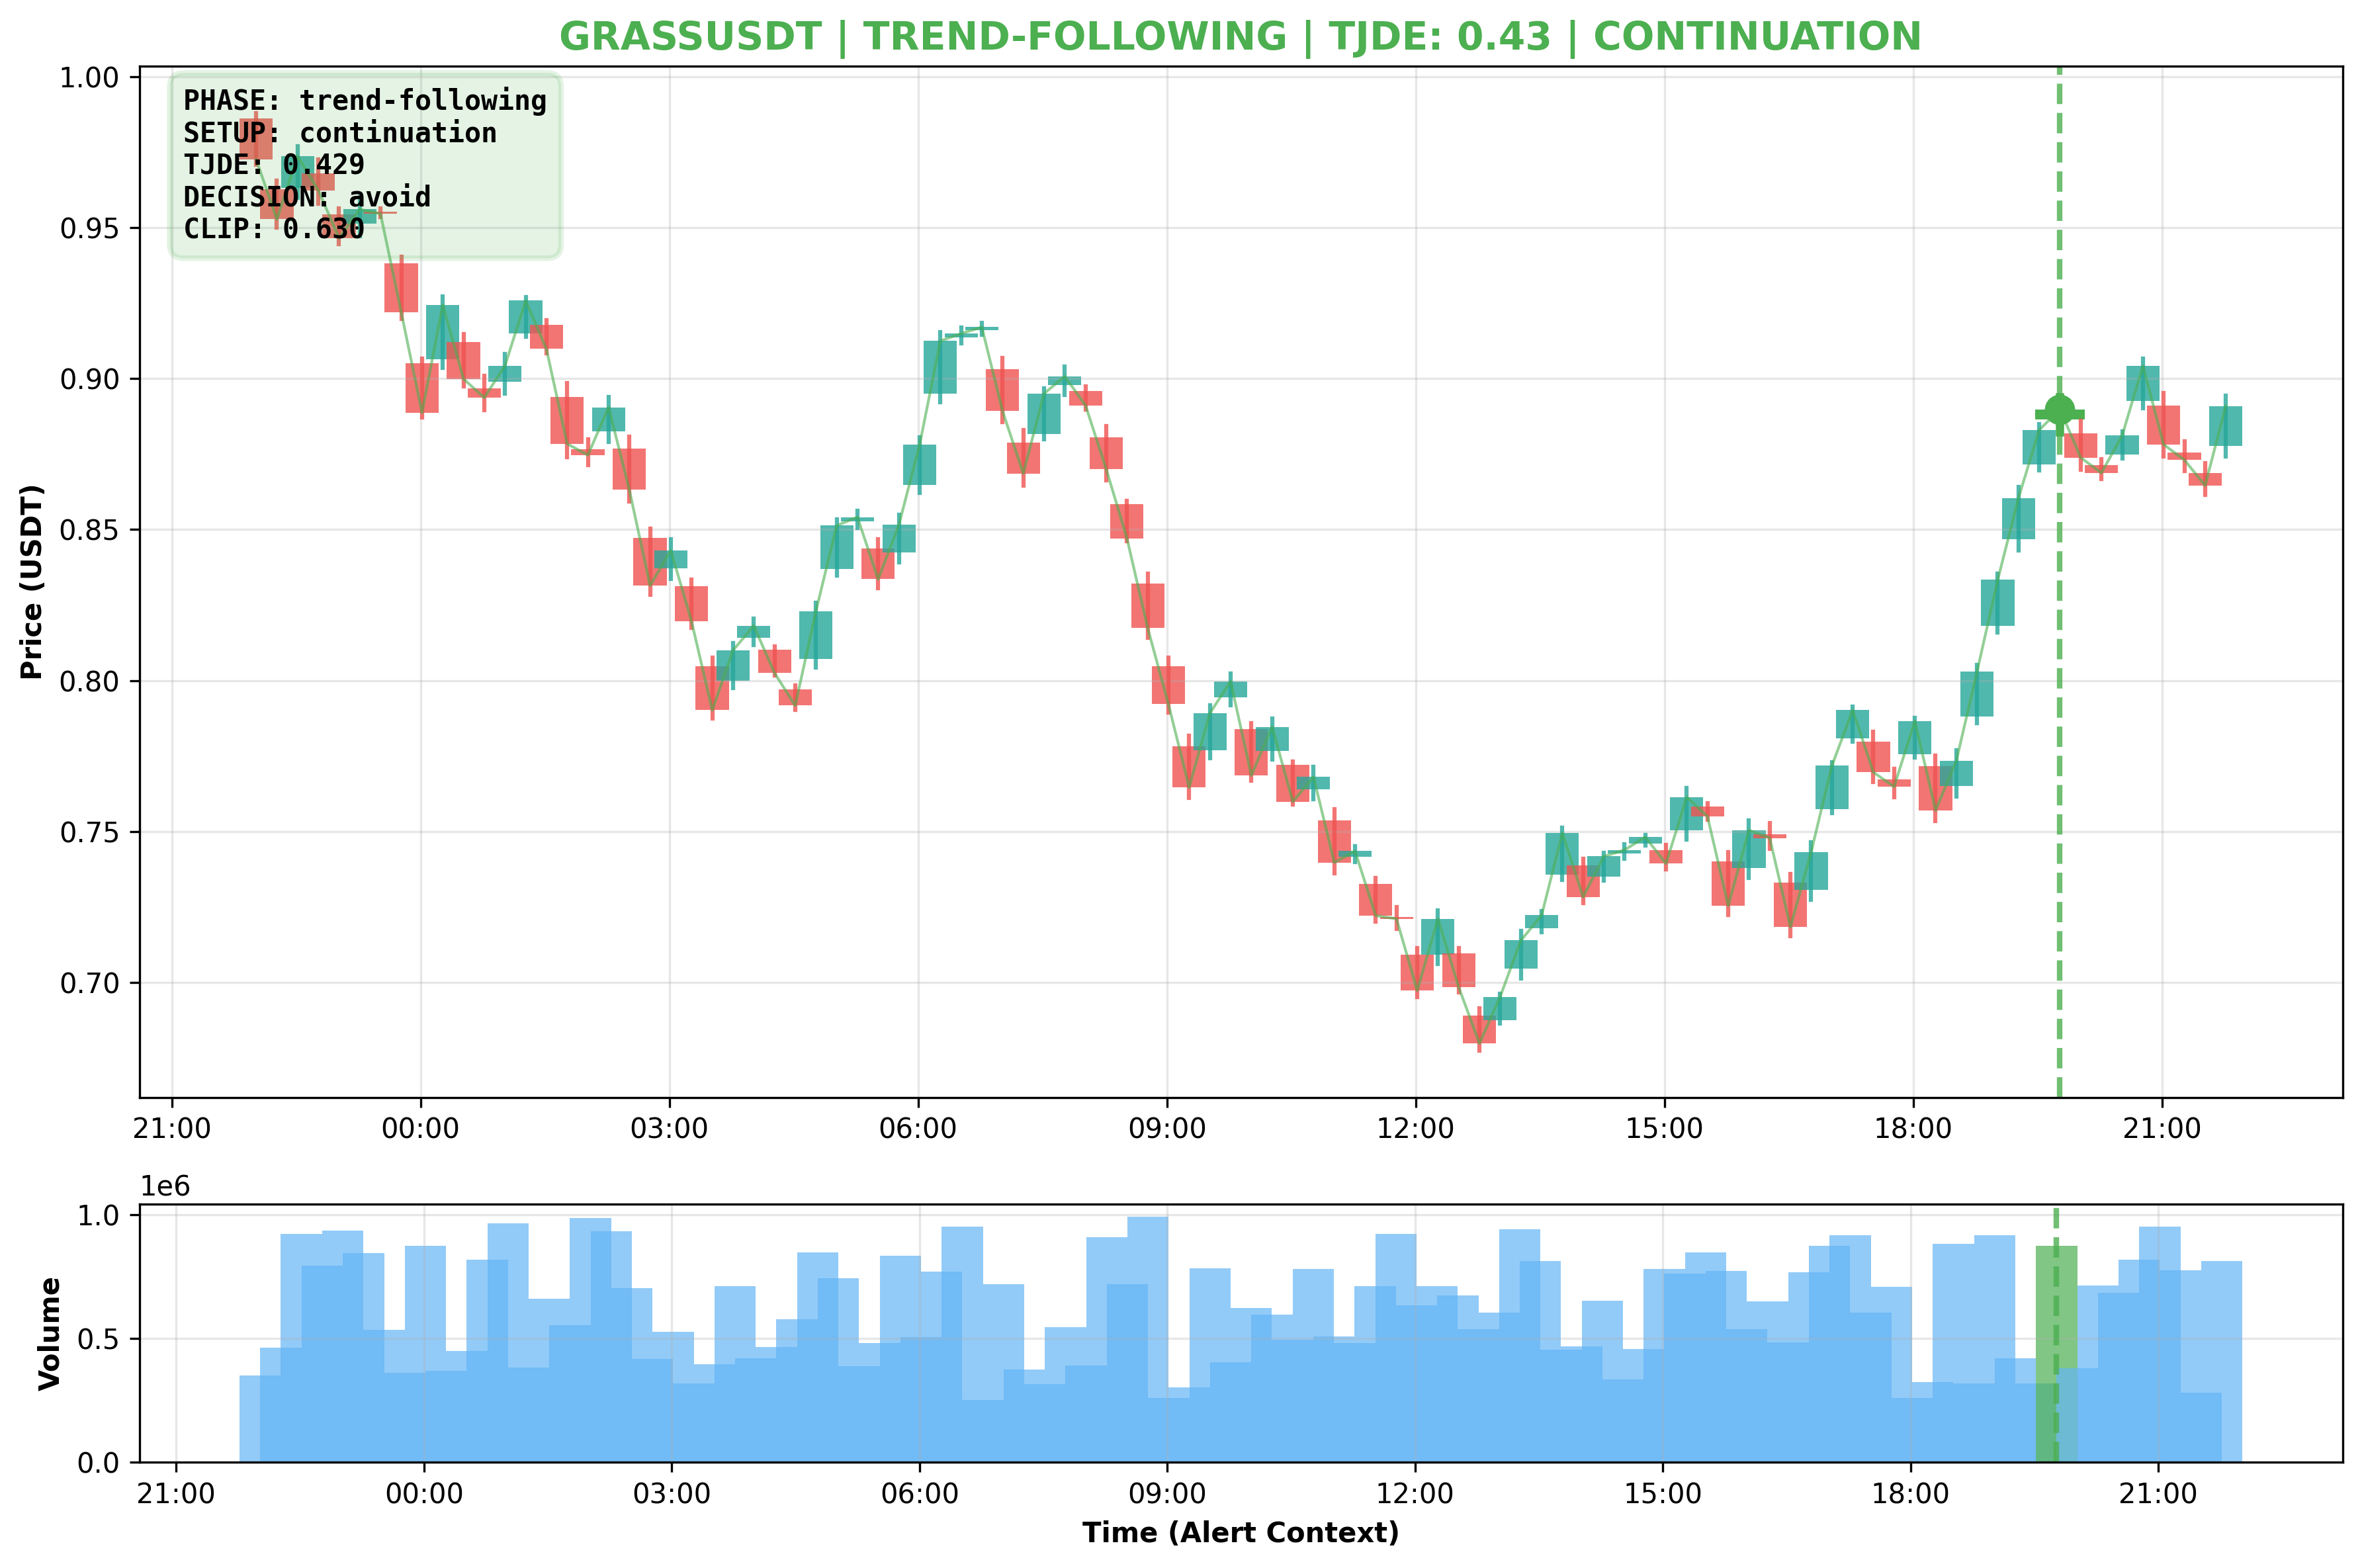 GRASSUSDT | TREND-FOLLOWING | TJDE: 0.43 | CONTINUATION
PHASE: trend-following
SETUP: continuation
TJDE: 0.429
DECISION: avoid
CLIP: 0.630
Price (USDT)
1.00
0.95
0.90
0.85
0.80
0.75
0.70
21:00 00:00 03:00 06:00 09:00 12:00 15:00 18:00 21:00
1e6
Volume
1.0
0.5
0.0
21:00 00:00 03:00 06:00 09:00 12:00 15:00 18:00 21:00
Time (Alert Context)